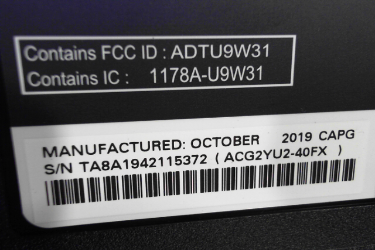 Contains FCC ID : ADTU9W31
Contains IC : 1178A-U9W31
MANUFACTURED: OCTOBER 2019 CAPG
S/N TA8A1942115372 ( ACG2YU2-40FX )